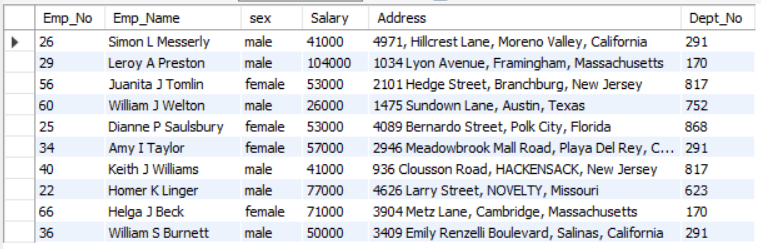 Emp_No Emp_Name sex Salary Address Dept_No
26 Simon L Messerly male 41000 4971, Hillcrest Lane, Moreno Valley, California 291
29 Leroy A Preston male 104000 1034 Lyon Avenue, Framingham, Massachusetts 170
56 Juanita J Tomlin female 53000 2101 Hedge Street, Branchburg, New Jersey 817
60 William J Welton male 26000 1475 Sundown Lane, Austin, Texas 752
25 Dianne P Saulsbury female 53000 4089 Bernardo Street, Polk City, Florida 868
34 Amy I Taylor female 57000 2946 Meadowbrook Mall Road, Playa Del Rey, C... 291
40 Keith J Williams male 41000 936 Clousson Road, HACKENSACK, New Jersey 817
22 Homer K Linger male 77000 4626 Larry Street, NOVELTY, Missouri 623
66 Helga J Beck female 71000 3904 Metz Lane, Cambridge, Massachusetts 170
36 William S Burnett male 50000 3409 Emily Renzelli Boulevard, Salinas, California 291